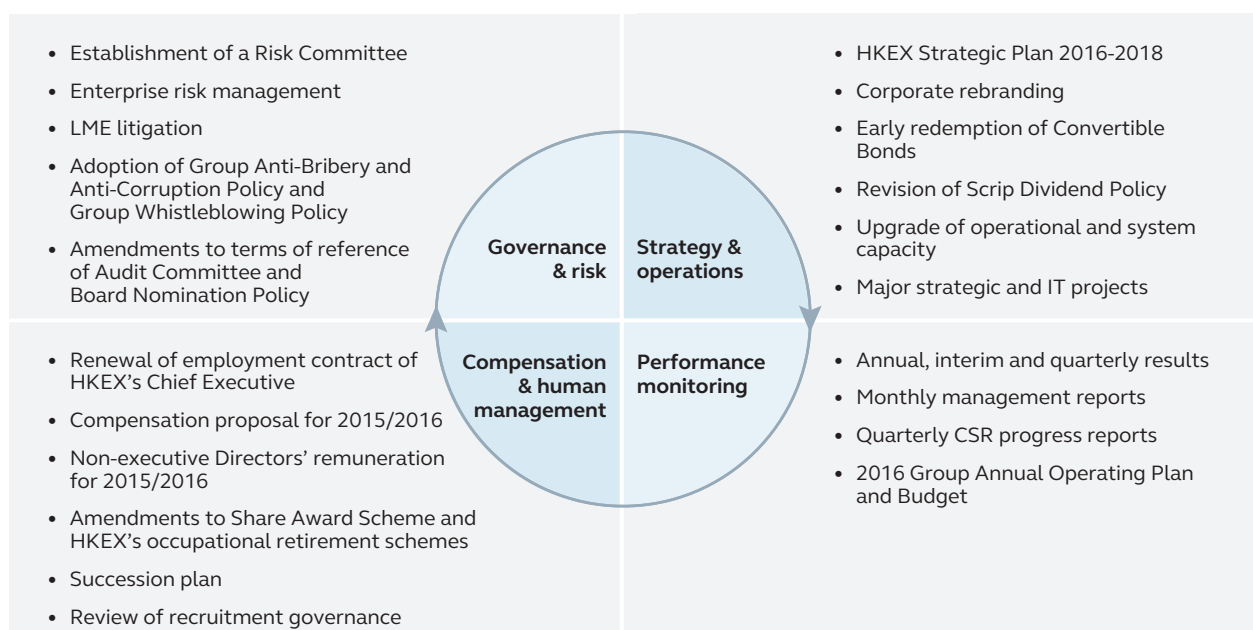 • Establishment of a Risk Committee
• Enterprise risk management
• LME litigation
• Adoption of Group Anti-Bribery and
Anti-Corruption Policy and
Group Whistleblowing Policy
• Amendments to terms of reference
of Audit Committee and
Board Nomination Policy
Governance
& risk
Strategy &
operations
• HKEX Strategic Plan 2016-2018
• Corporate rebranding
• Early redemption of Convertible
Bonds
• Revision of Scrip Dividend Policy
• Upgrade of operational and system
capacity
• Major strategic and IT projects
• Renewal of employment contract of
HKEX’s Chief Executive
• Compensation proposal for 2015/2016
• Non-executive Directors’ remuneration
for 2015/2016
• Amendments to Share Award Scheme and
HKEX’s occupational retirement schemes
• Succession plan
• Review of recruitment governance
Compensation
& human
management
Performance
monitoring
• Annual, interim and quarterly results
• Monthly management reports
• Quarterly CSR progress reports
• 2016 Group Annual Operating Plan
and Budget